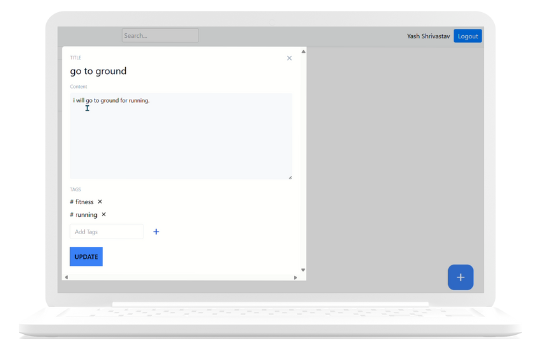 Search...
Yash Shrivastav
Logout
TITLE
go to ground
Content
i will go to ground for running.
TAGS
# fitness ×
# running ×
Add Tags
+
UPDATE
+